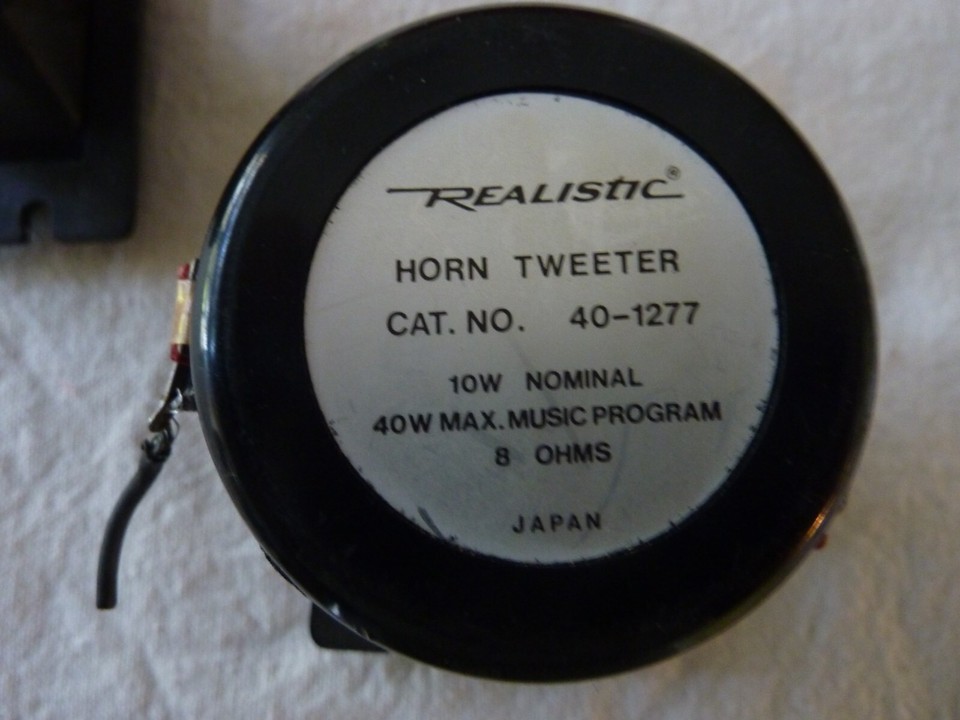 REALISTIC®
HORN TWEETER
CAT. NO. 40-1277
10W NOMINAL
40W MAX. MUSIC PROGRAM
8 OHMS
JAPAN